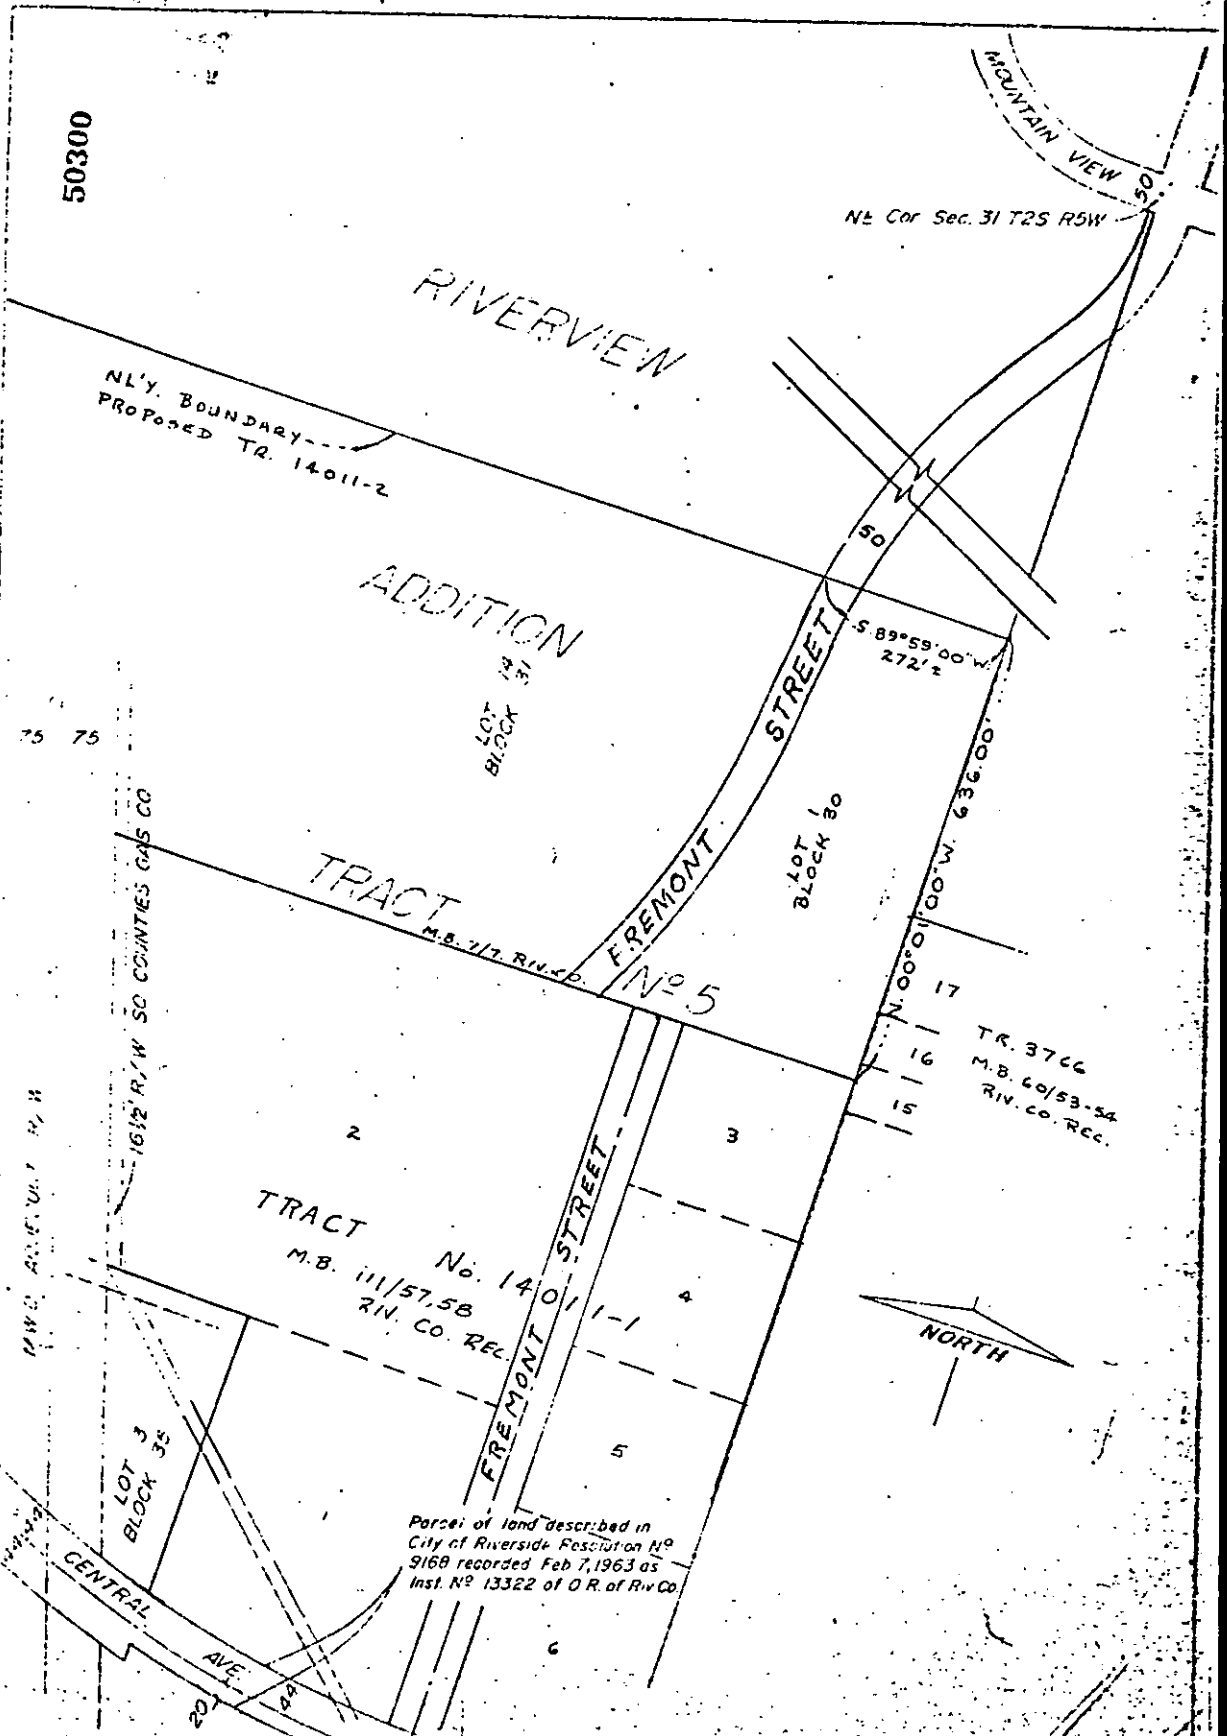 50300
MOUNTAIN VIEW
50
NE Cor Sec. 31 T2S R5W
RIVERVIEW
NL'Y. BOUNDARY
PROPOSED TR. 14011-2
50
ADDITION
LOT 14
BLOCK 31
S. 89°59'00"W.
272'±
STREET
75 75
16 1/2' R/W SO COUNTIES GAS CO
LOT 1
BLOCK 30
N. 00°01'00"W. 636.00'
TRACT
M.B. 7/7. RIV. CO.
FREMONT
Nº 5
17
16
15
TR. 3766
M.B. 60/53-54
RIV. CO. REC.
2
3
TRACT No. 14011-1
M.B. 111/57,58
RIV. CO. REC.
STREET
4
FREMONT
NORTH
5
LOT 3
BLOCK 35
Parcel of land described in
City of Riverside Resolution Nº
9168 recorded Feb 7, 1963 as
Inst. Nº 13322 of O R. of Riv Co.
CENTRAL
AVE.
20
44
6